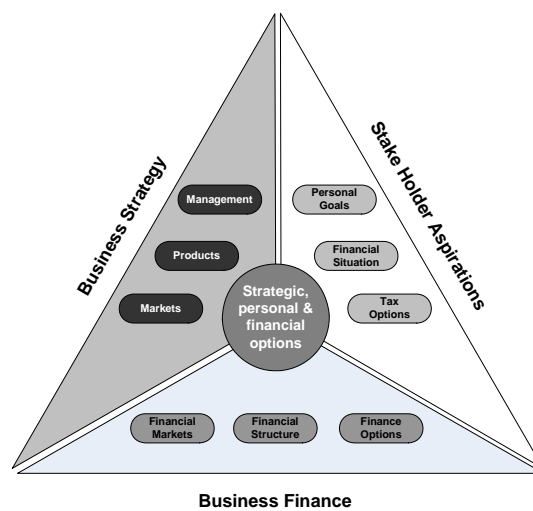 Business Strategy
Stake Holder Aspirations
Management
Products
Markets
Personal
Goals
Financial
Situation
Tax
Options
Strategic,
personal &
financial
options
Financial
Markets
Financial
Structure
Finance
Options
Business Finance